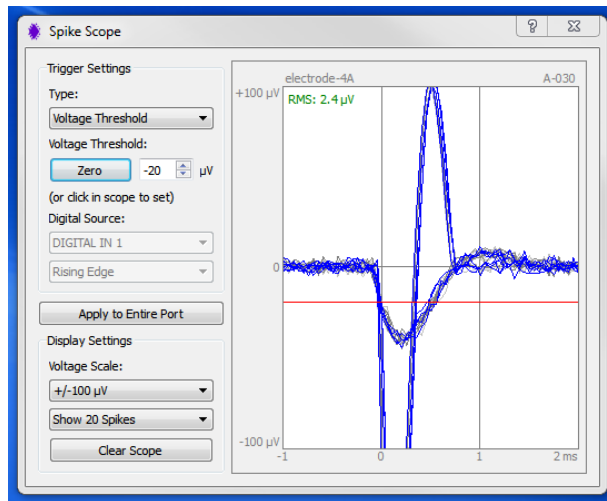 Spike Scope
Trigger Settings
Type:
Voltage Threshold
Voltage Threshold:
Zero -20 µV
(or click in scope to set)
Digital Source:
DIGITAL IN 1
Rising Edge
Apply to Entire Port
Display Settings
Voltage Scale:
+/-100 µV
Show 20 Spikes
Clear Scope
electrode-4A A-030
+100 µV
RMS: 2.4 µV
0
-100 µV
-1 0 1 2 ms